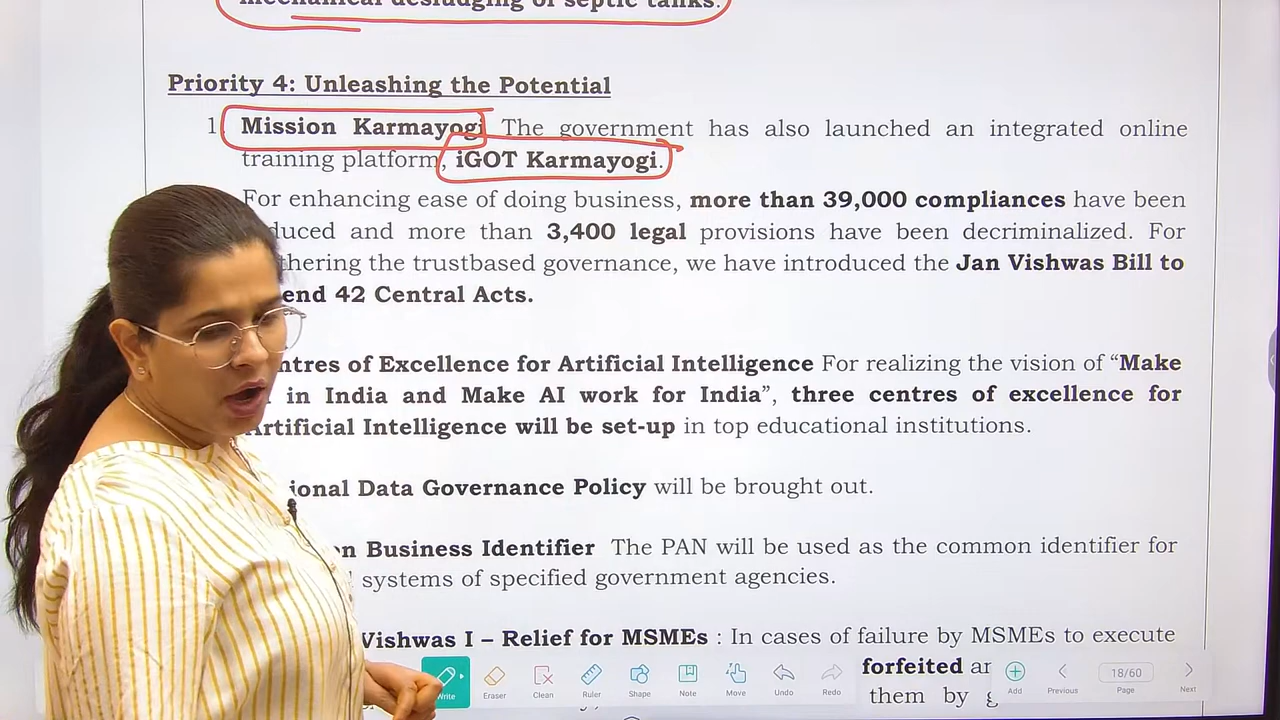 mechanical desludging of septic tanks.
Priority 4: Unleashing the Potential
1. Mission Karmayogi The government has also launched an integrated online
training platform, iGOT Karmayogi.
For enhancing ease of doing business, more than 39,000 compliances have been
duced and more than 3,400 legal provisions have been decriminalized. For
thering the trustbased governance, we have introduced the Jan Vishwas Bill to
end 42 Central Acts.
ntres of Excellence for Artificial Intelligence For realizing the vision of “Make
in India and Make AI work for India”, three centres of excellence for
Artificial Intelligence will be set-up in top educational institutions.
ional Data Governance Policy will be brought out.
n Business Identifier The PAN will be used as the common identifier for
systems of specified government agencies.
Vishwas I – Relief for MSMEs : In cases of failure by MSMEs to execute
forfeited an
them by g
Write Eraser Clean Ruler Shape Note Move Undo Redo Add Previous 18/60 Page Next